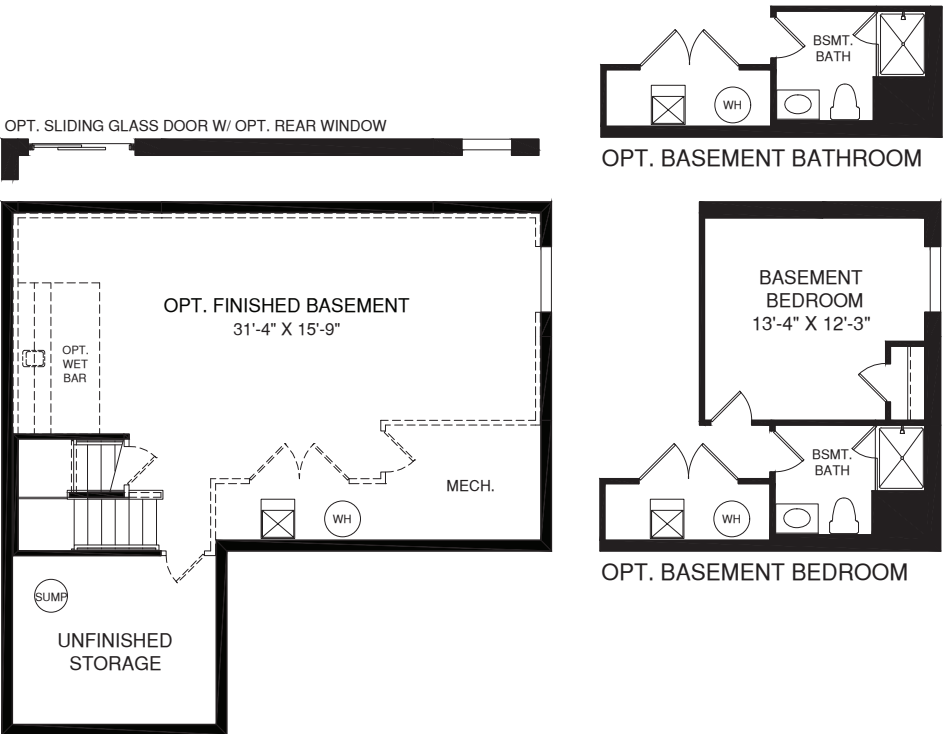 OPT. SLIDING GLASS DOOR W/ OPT. REAR WINDOW
OPT. FINISHED BASEMENT
31'-4" X 15'-9"
OPT.
WET
BAR
MECH.
WH
SUMP
UNFINISHED
STORAGE
BSMT.
BATH
WH
OPT. BASEMENT BATHROOM
BASEMENT
BEDROOM
13'-4" X 12'-3"
BSMT.
BATH
WH
OPT. BASEMENT BEDROOM